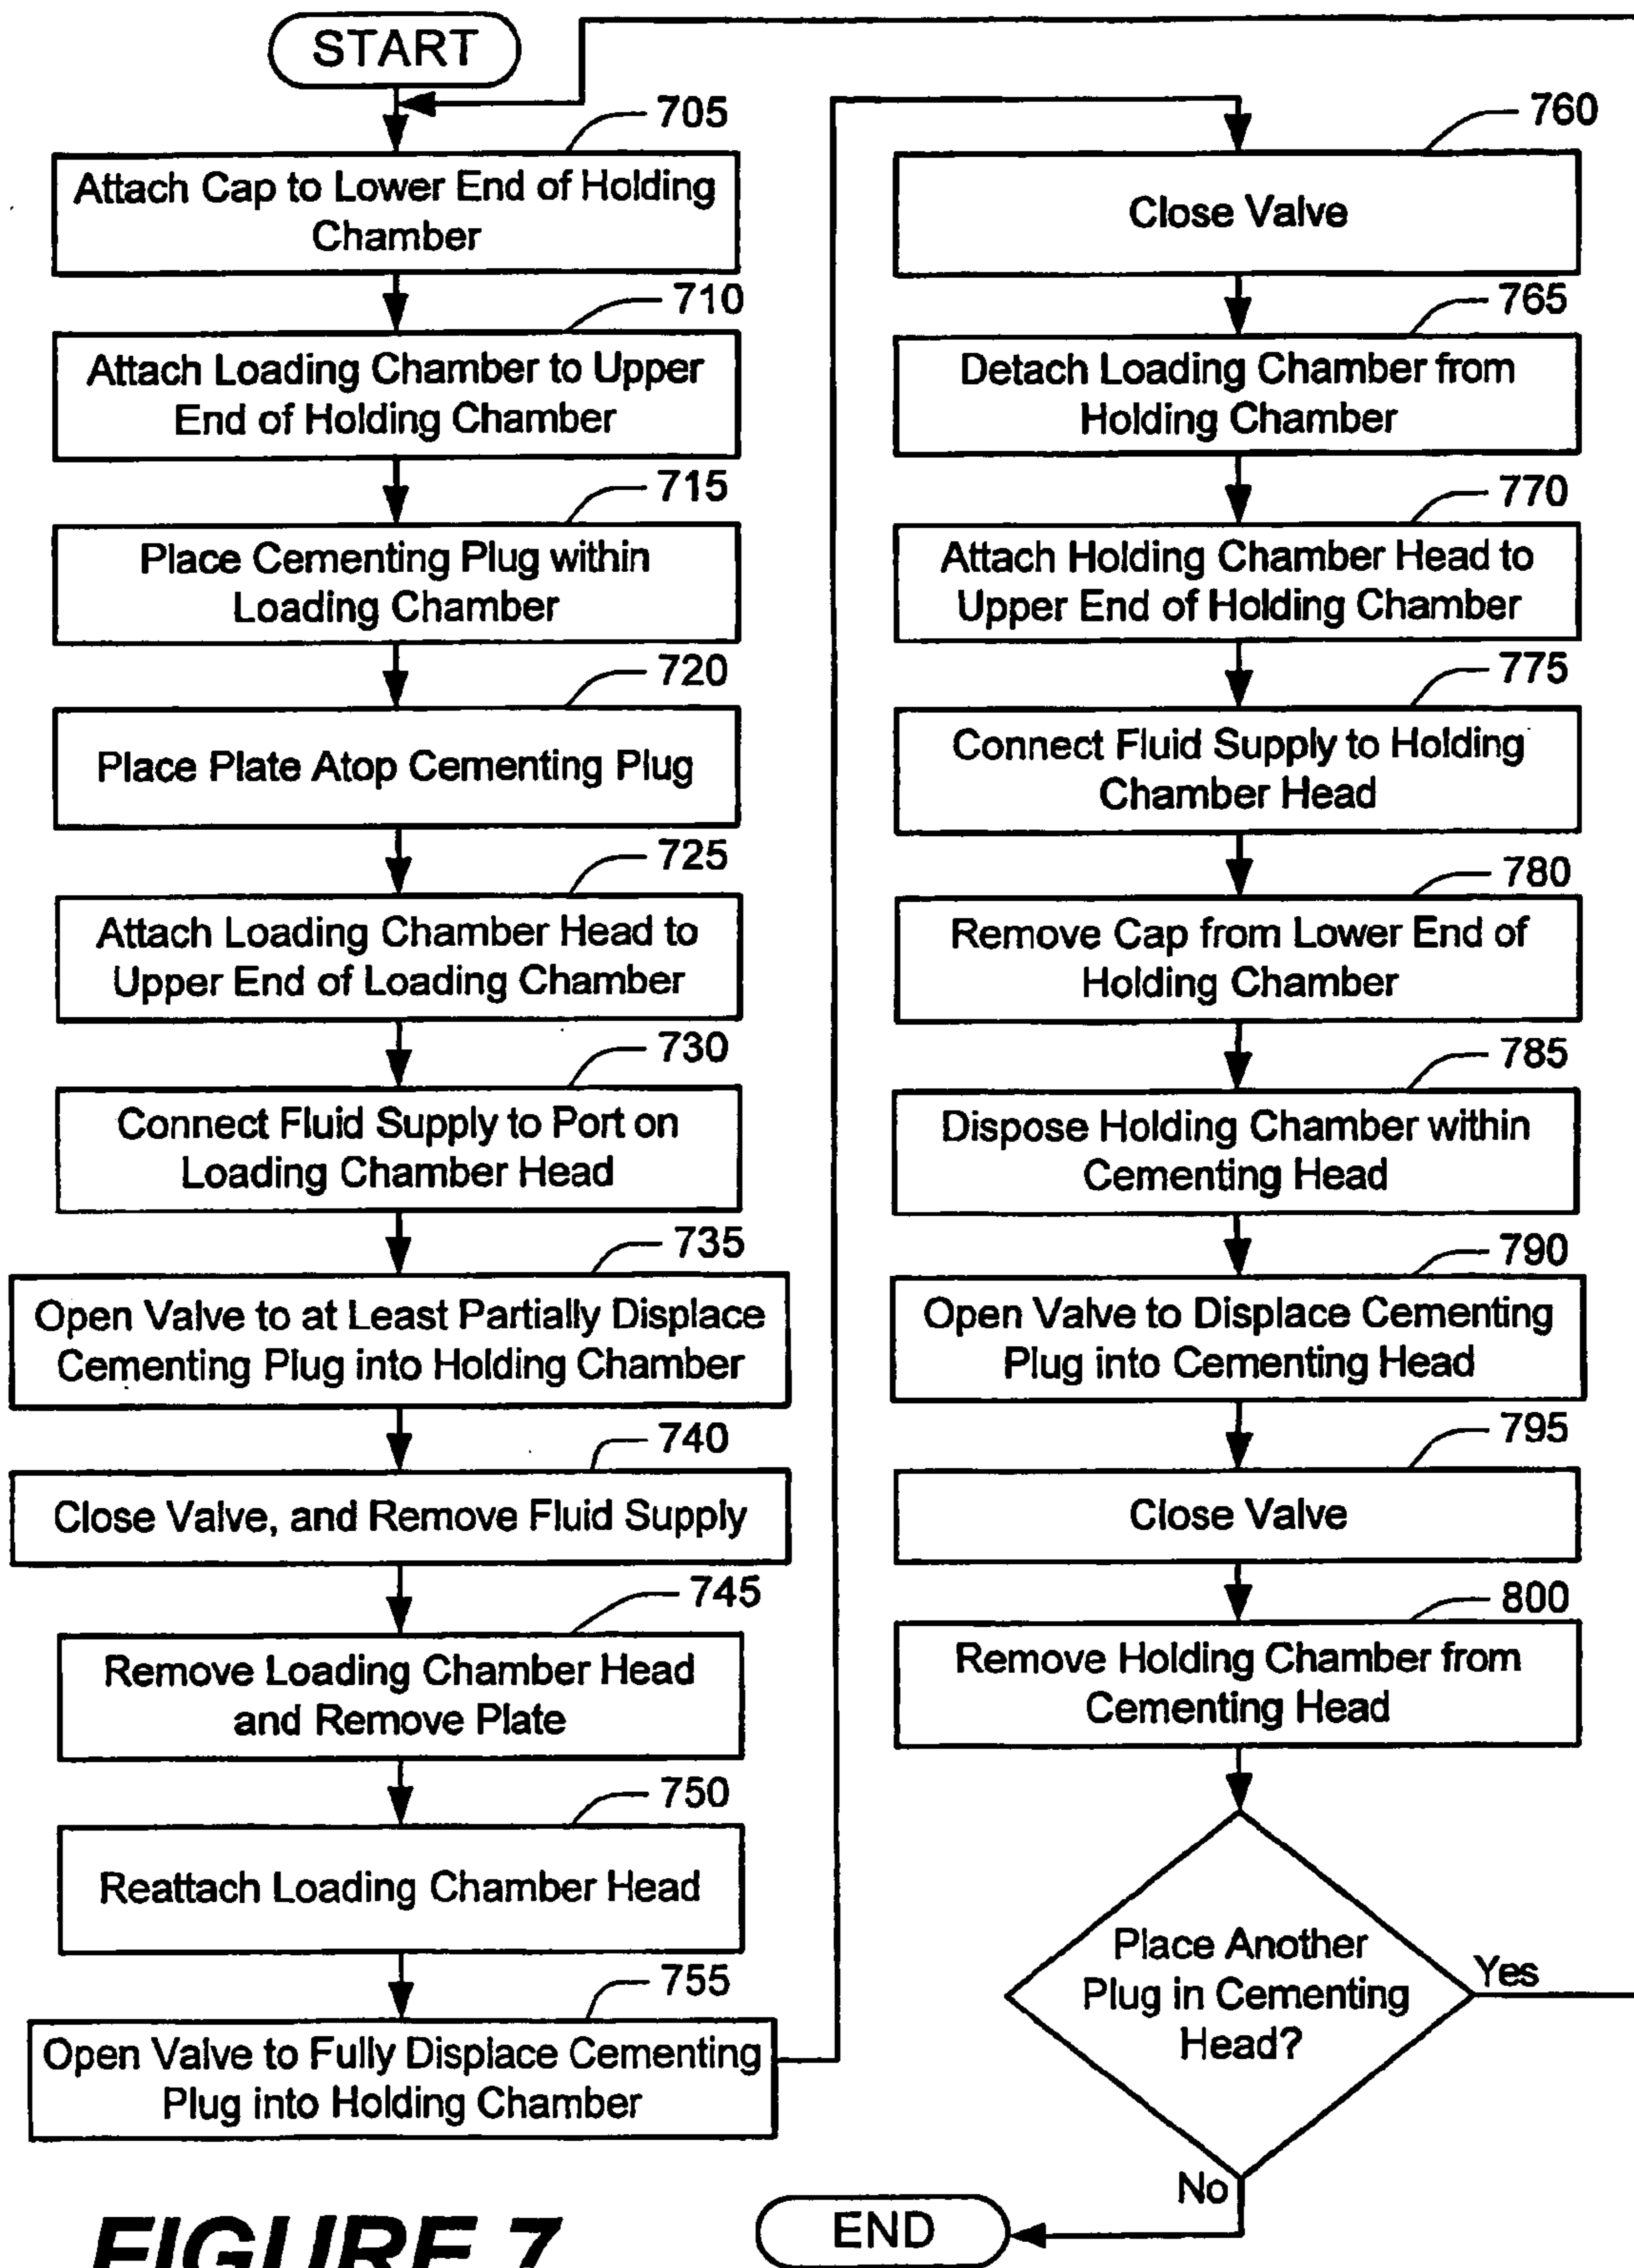 START
705
Attach Cap to Lower End of Holding
Chamber
710
Attach Loading Chamber to Upper
End of Holding Chamber
715
Place Cementing Plug within
Loading Chamber
720
Place Plate Atop Cementing Plug
725
Attach Loading Chamber Head to
Upper End of Loading Chamber
730
Connect Fluid Supply to Port on
Loading Chamber Head
735
Open Valve to at Least Partially Displace
Cementing Plug into Holding Chamber
740
Close Valve, and Remove Fluid Supply
745
Remove Loading Chamber Head
and Remove Plate
750
Reattach Loading Chamber Head
755
Open Valve to Fully Displace Cementing
Plug into Holding Chamber
760
Close Valve
765
Detach Loading Chamber from
Holding Chamber
770
Attach Holding Chamber Head to
Upper End of Holding Chamber
775
Connect Fluid Supply to Holding
Chamber Head
780
Remove Cap from Lower End of
Holding Chamber
785
Dispose Holding Chamber within
Cementing Head
790
Open Valve to Displace Cementing
Plug into Cementing Head
795
Close Valve
800
Remove Holding Chamber from
Cementing Head
Place Another
Plug in Cementing
Head?
Yes
No
END
FIGURE 7